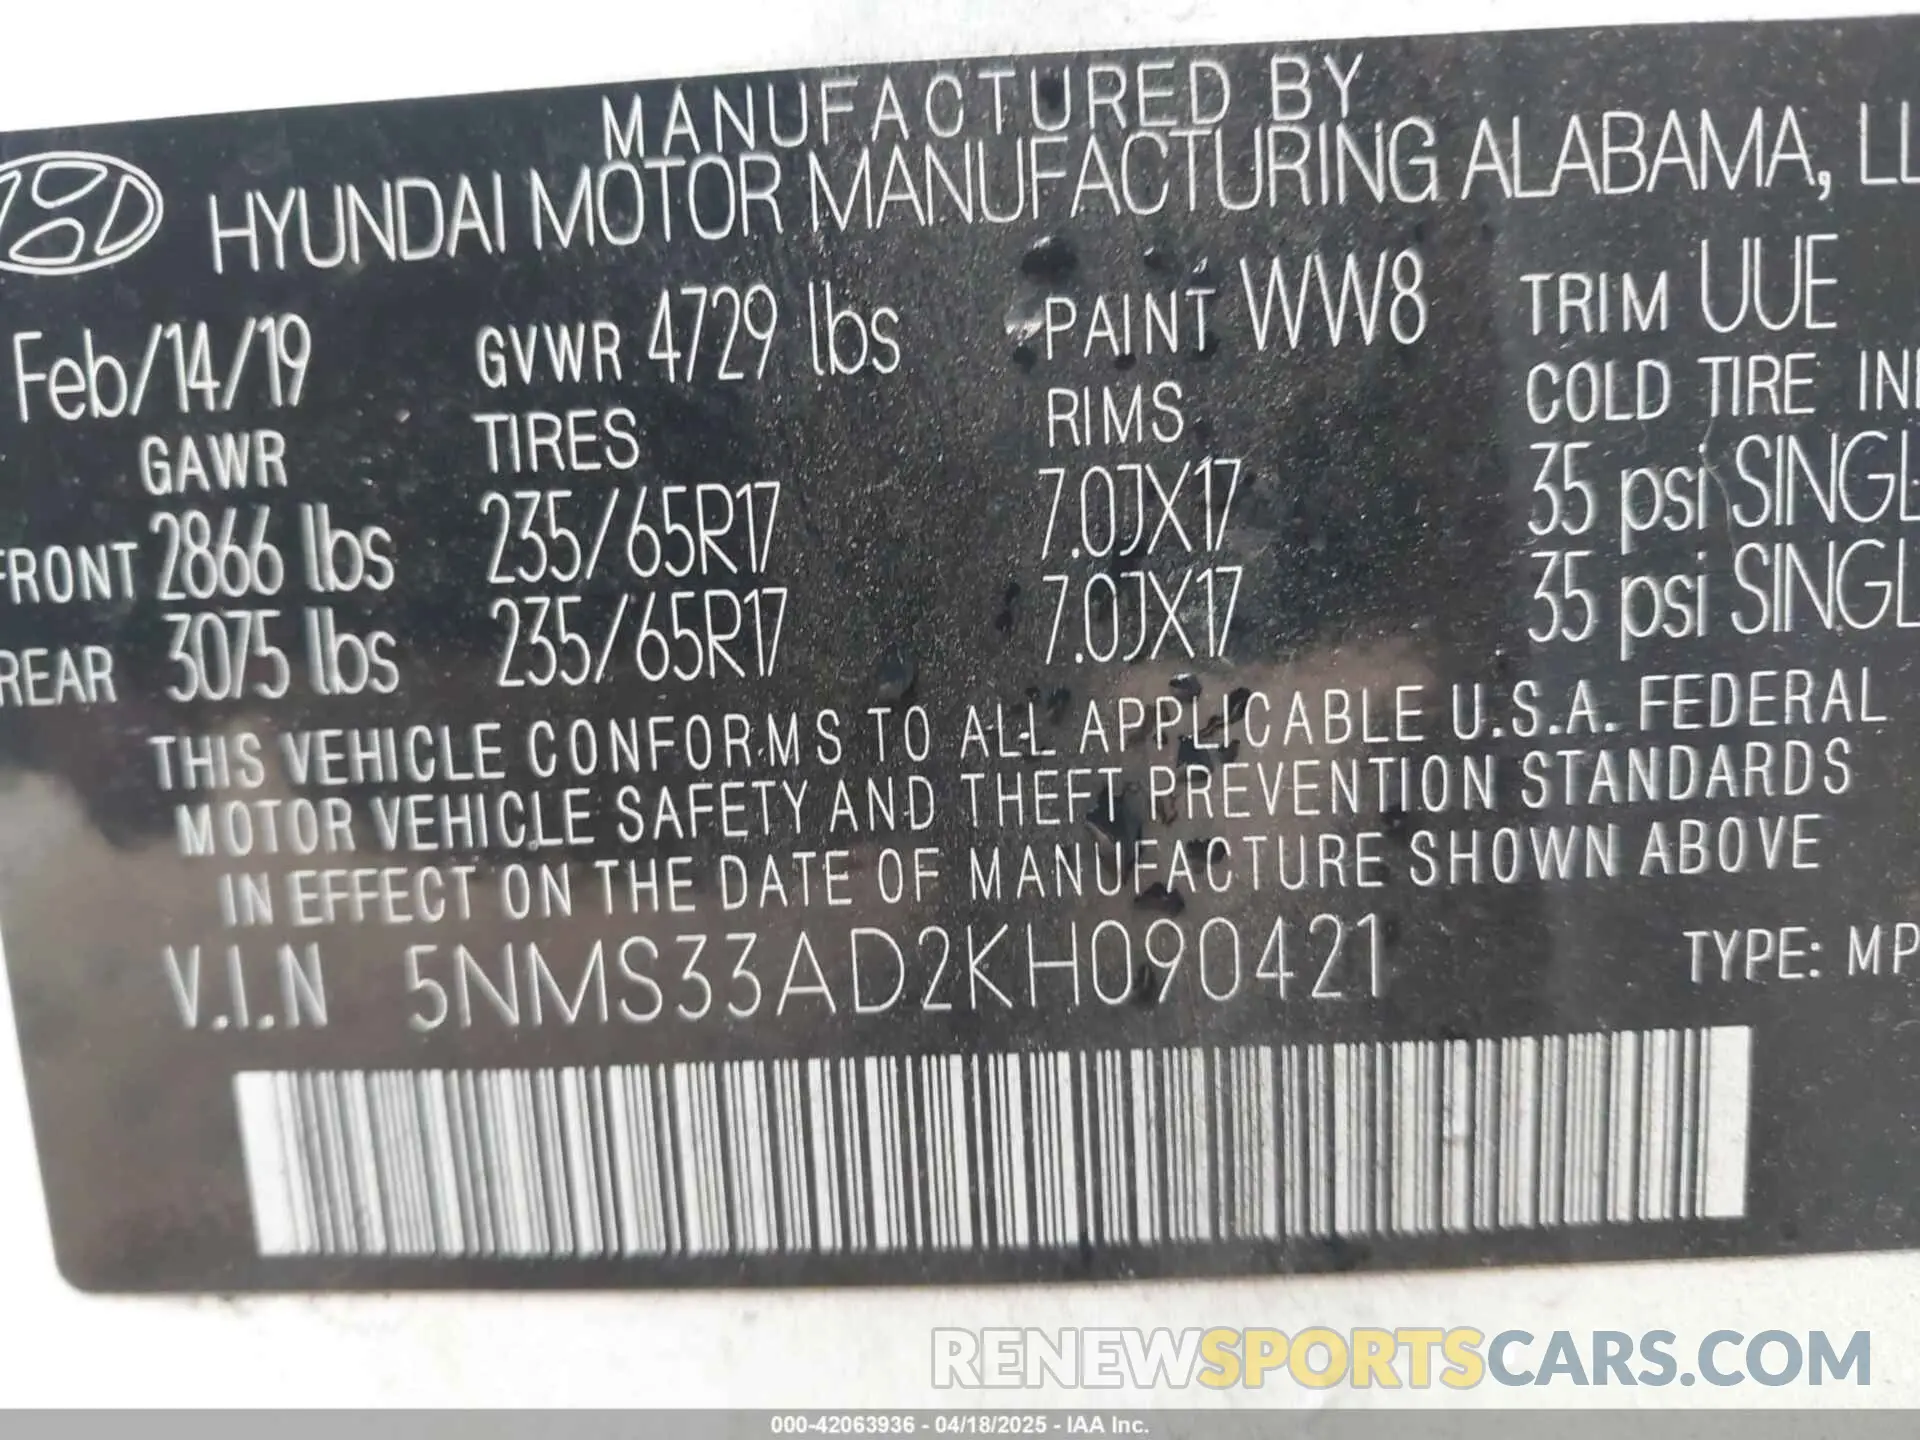 MANUFACTURED BY
HYUNDAI MOTOR MANUFACTURING ALABAMA, LL
Feb/14/19 GVWR 4729 lbs PAINT WW8 TRIM UUE
GAWR TIRES RIMS COLD TIRE IN
FRONT 2866 lbs 235/65R17 7.0JX17 35 psi SINGL
REAR 3075 lbs 235/65R17 7.0JX17 35 psi SINGL
THIS VEHICLE CONFORMS TO ALL APPLICABLE U.S.A. FEDERAL
MOTOR VEHICLE SAFETY AND THEFT PREVENTION STANDARDS
IN EFFECT ON THE DATE OF MANUFACTURE SHOWN ABOVE
V.I.N 5NMS33AD2KH090421 TYPE: MP
RENEWSPORTSCARS.COM
000-42063936 - 04/18/2025 - IAA Inc.